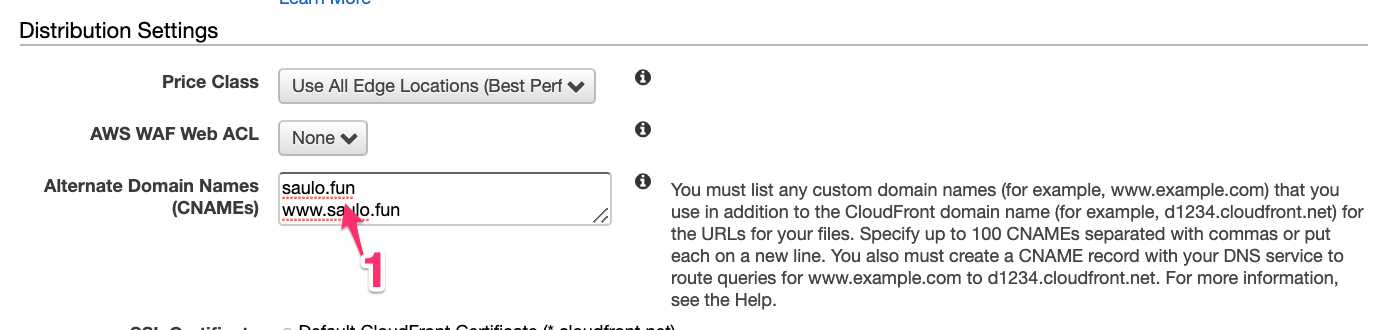 Learn More
Distribution Settings
Price Class
Use All Edge Locations (Best Perf
AWS WAF Web ACL
None
Alternate Domain Names
(CNAMEs)
saulo.fun
www.saulo.fun
1
You must list any custom domain names (for example, www.example.com) that you
use in addition to the CloudFront domain name (for example, d1234.cloudfront.net) for
the URLs for your files. Specify up to 100 CNAMEs separated with commas or put
each on a new line. You also must create a CNAME record with your DNS service to
route queries for www.example.com to d1234.cloudfront.net. For more information,
see the Help.
SSL Certificate
Default CloudFront Certificate (*.cloudfront.net)